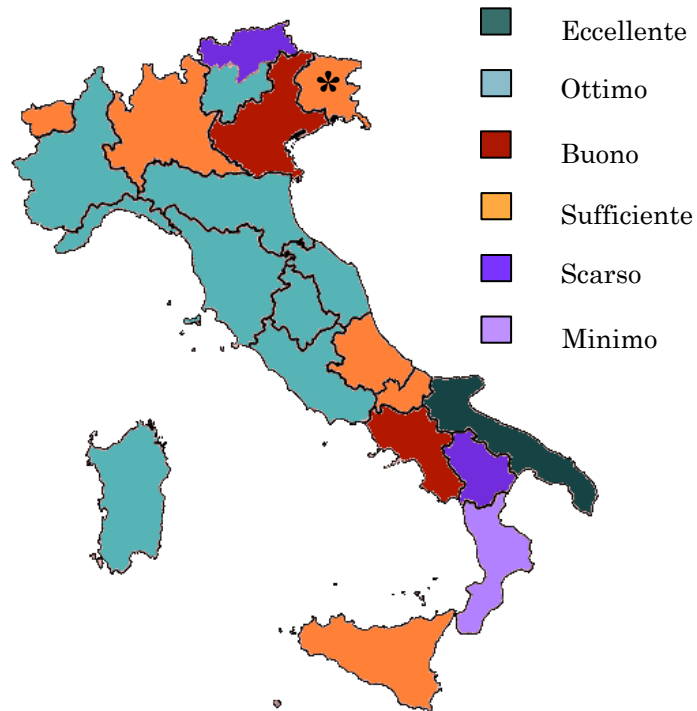 Eccellente
Ottimo
*
Buono
Sufficiente
Scarso
Minimo